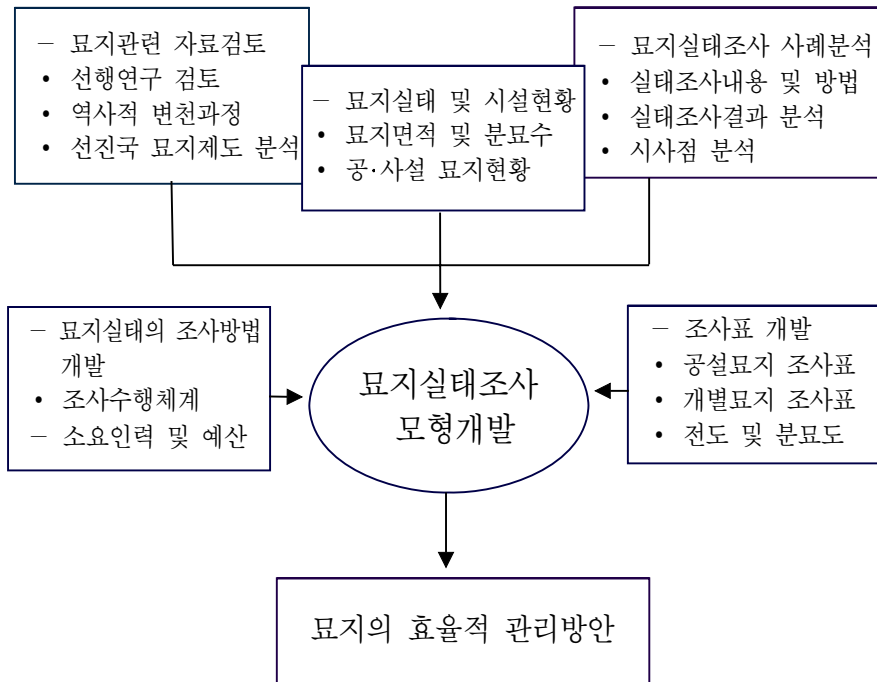 – 묘지관련 자료검토
• 선행연구 검토
• 역사적 변천과정
• 선진국 묘지제도 분석
– 묘지실태 및 시설현황
• 묘지면적 및 분묘수
• 공·사설 묘지현황
– 묘지실태조사 사례분석
• 실태조사내용 및 방법
• 실태조사결과 분석
• 시사점 분석
– 묘지실태의 조사방법
개발
• 조사수행체계
– 소요인력 및 예산
묘지실태조사
모형개발
– 조사표 개발
• 공설묘지 조사표
• 개별묘지 조사표
• 전도 및 분묘도
묘지의 효율적 관리방안